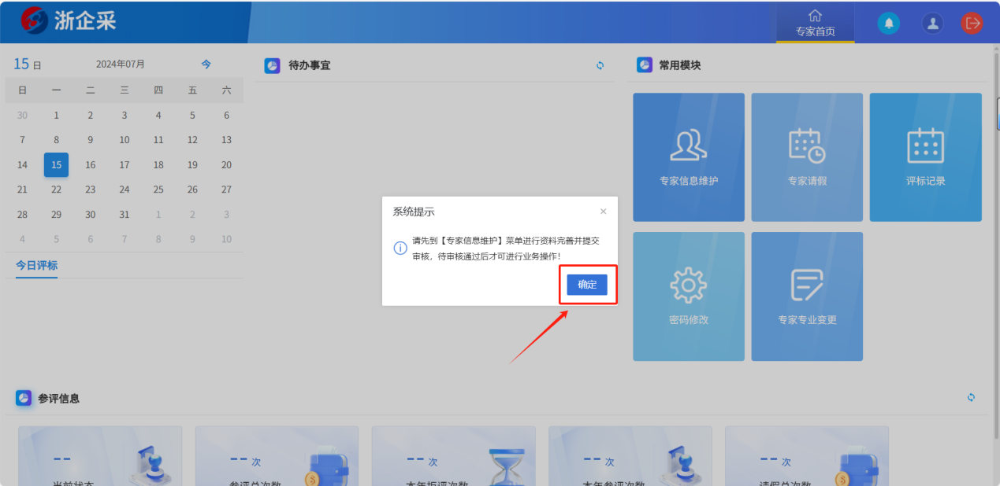 浙企采
专家首页
15 日
2024年07月
今
日 一 二 三 四 五 六
30 1 2 3 4 5 6
7 8 9 10 11 12 13
14 15 16 17 18 19 20
21 22 23 24 25 26 27
28 29 30 31 1 2 3
4 5 6 7 8 9 10
今日评标
待办事宜
常用模块
专家信息维护
专家请假
评标记录
密码修改
专家专业变更
系统提示
×
请先到【专家信息维护】菜单进行资料完善并提交
审核，待审核通过后才可进行业务操作！
确定
参评信息
-- 
-- 次
-- 次
-- 次
-- 次
当前状态
参评总次数
本年拒评次数
本年参评次数
请假总次数